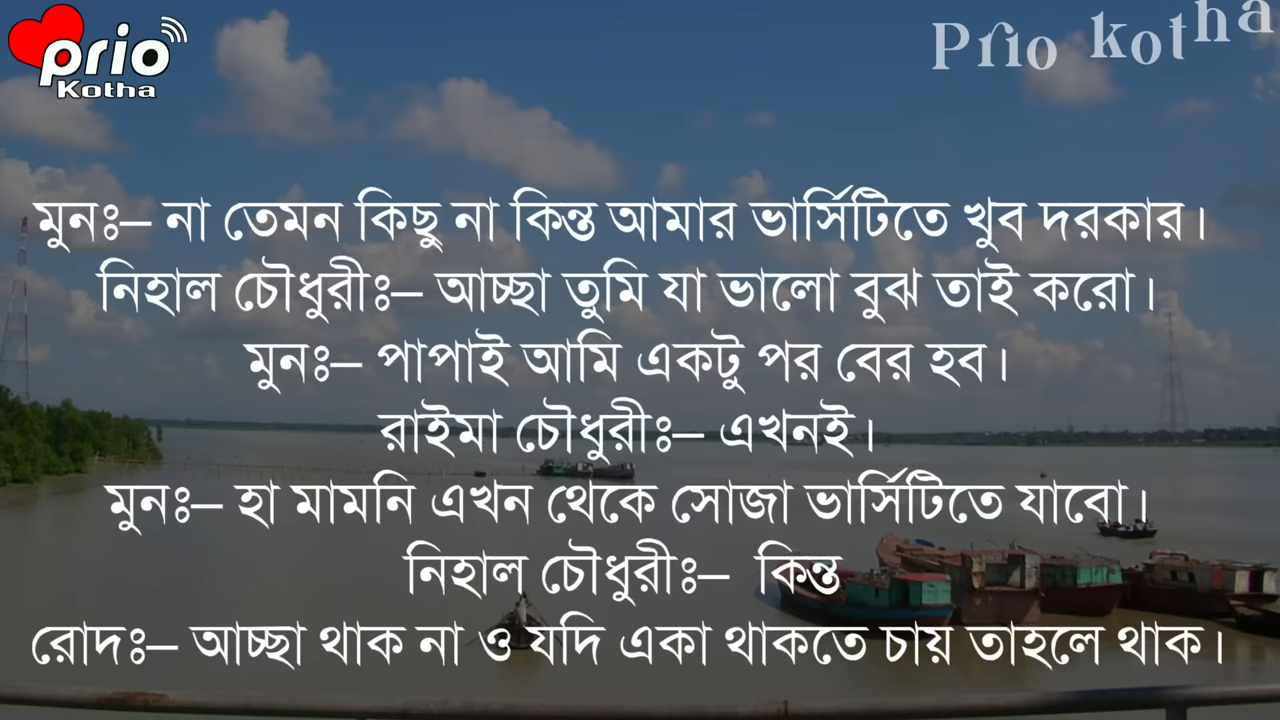 prio
Kotha
Prio kotha
মুনঃ– না তেমন কিছু না কিন্ত আমার ভার্সিটিতে খুব দরকার।
নিহাল চৌধুরীঃ– আচ্ছা তুমি যা ভালো বুঝ তাই করো।
মুনঃ– পাপাই আমি একটু পর বের হব।
রাইমা চৌধুরীঃ– এখনই।
মুনঃ– হা মামনি এখন থেকে সোজা ভার্সিটিতে যাবো।
নিহাল চৌধুরীঃ– কিন্ত
রোদঃ– আচ্ছা থাক না ও যদি একা থাকতে চায় তাহলে থাক।